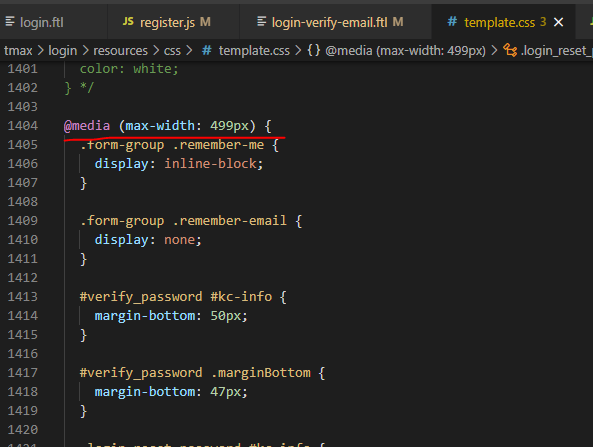 login.ftl JS register.js M login-verify-email.ftl M # template.css 3 ×
tmax > login > resources > css > # template.css > {} @media (max-width: 499px) > .login_reset_
1401 color: white;
1402 } */
1403
1404 @media (max-width: 499px) {
1405 .form-group .remember-me {
1406 display: inline-block;
1407 }
1408
1409 .form-group .remember-email {
1410 display: none;
1411 }
1412
1413 #verify_password #kc-info {
1414 margin-bottom: 50px;
1415 }
1416
1417 #verify_password .marginBottom {
1418 margin-bottom: 47px;
1419 }
1420